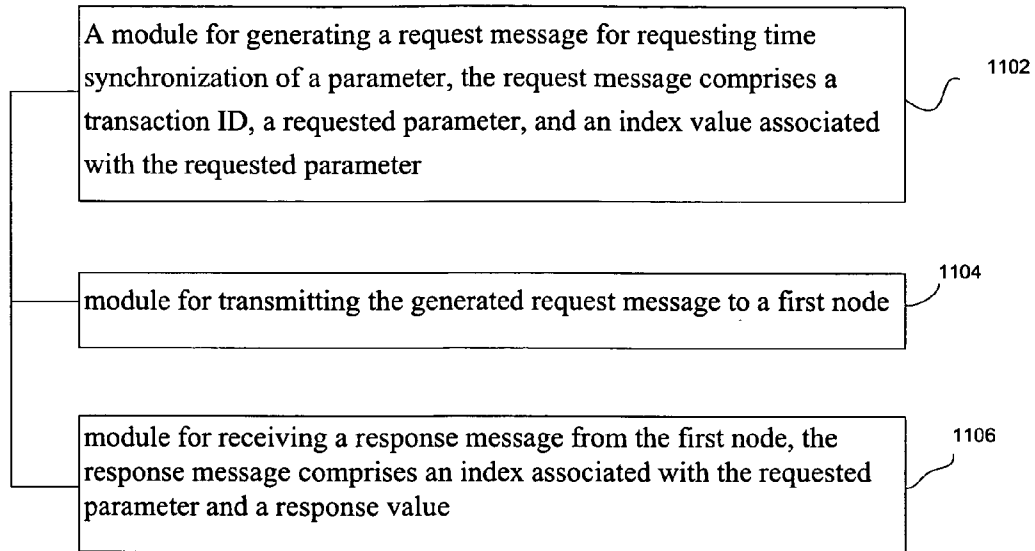 A module for generating a request message for requesting time
synchronization of a parameter, the request message comprises a
transaction ID, a requested parameter, and an index value associated
with the requested parameter
1102
1104
module for transmitting the generated request message to a first node
1106
module for receiving a response message from the first node, the
response message comprises an index associated with the requested
parameter and a response value